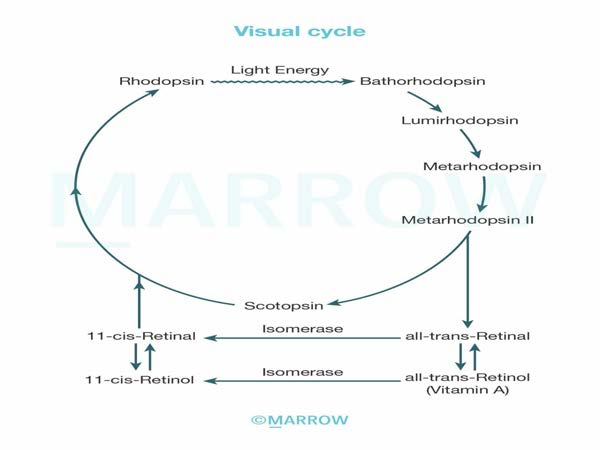 Visual cycle
Rhodopsin
Light Energy
Bathorhodopsin
Lumirhodopsin
Metarhodopsin
MARROW
Metarhodopsin II
Scotopsin
11-cis-Retinal
Isomerase
all-trans-Retinal
11-cis-Retinol
Isomerase
all-trans-Retinol
(Vitamin A)
©MARROW